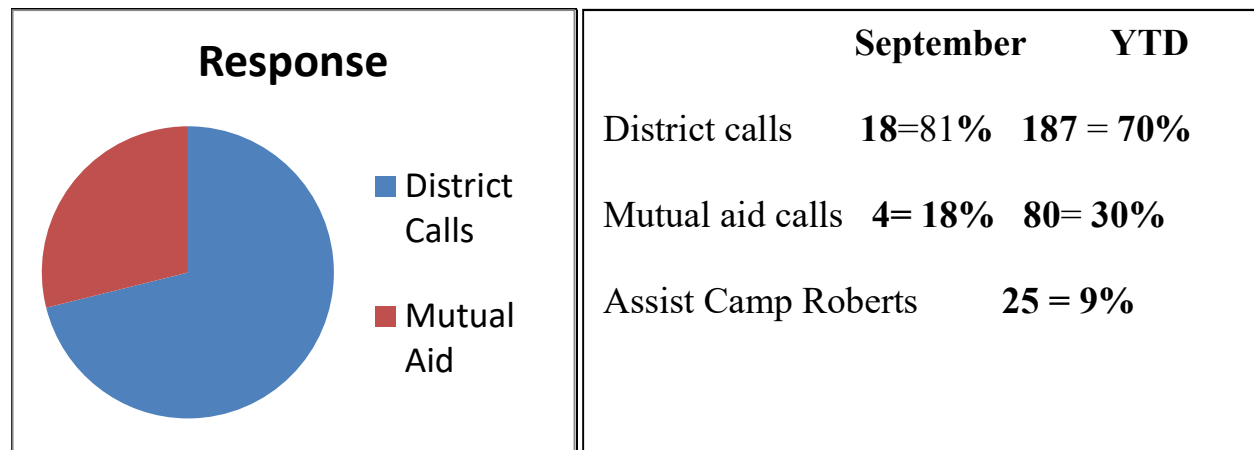 Response
District
Calls
Mutual
Aid
September YTD
District calls 18=81% 187 = 70%
Mutual aid calls 4= 18% 80= 30%
Assist Camp Roberts 25 = 9%